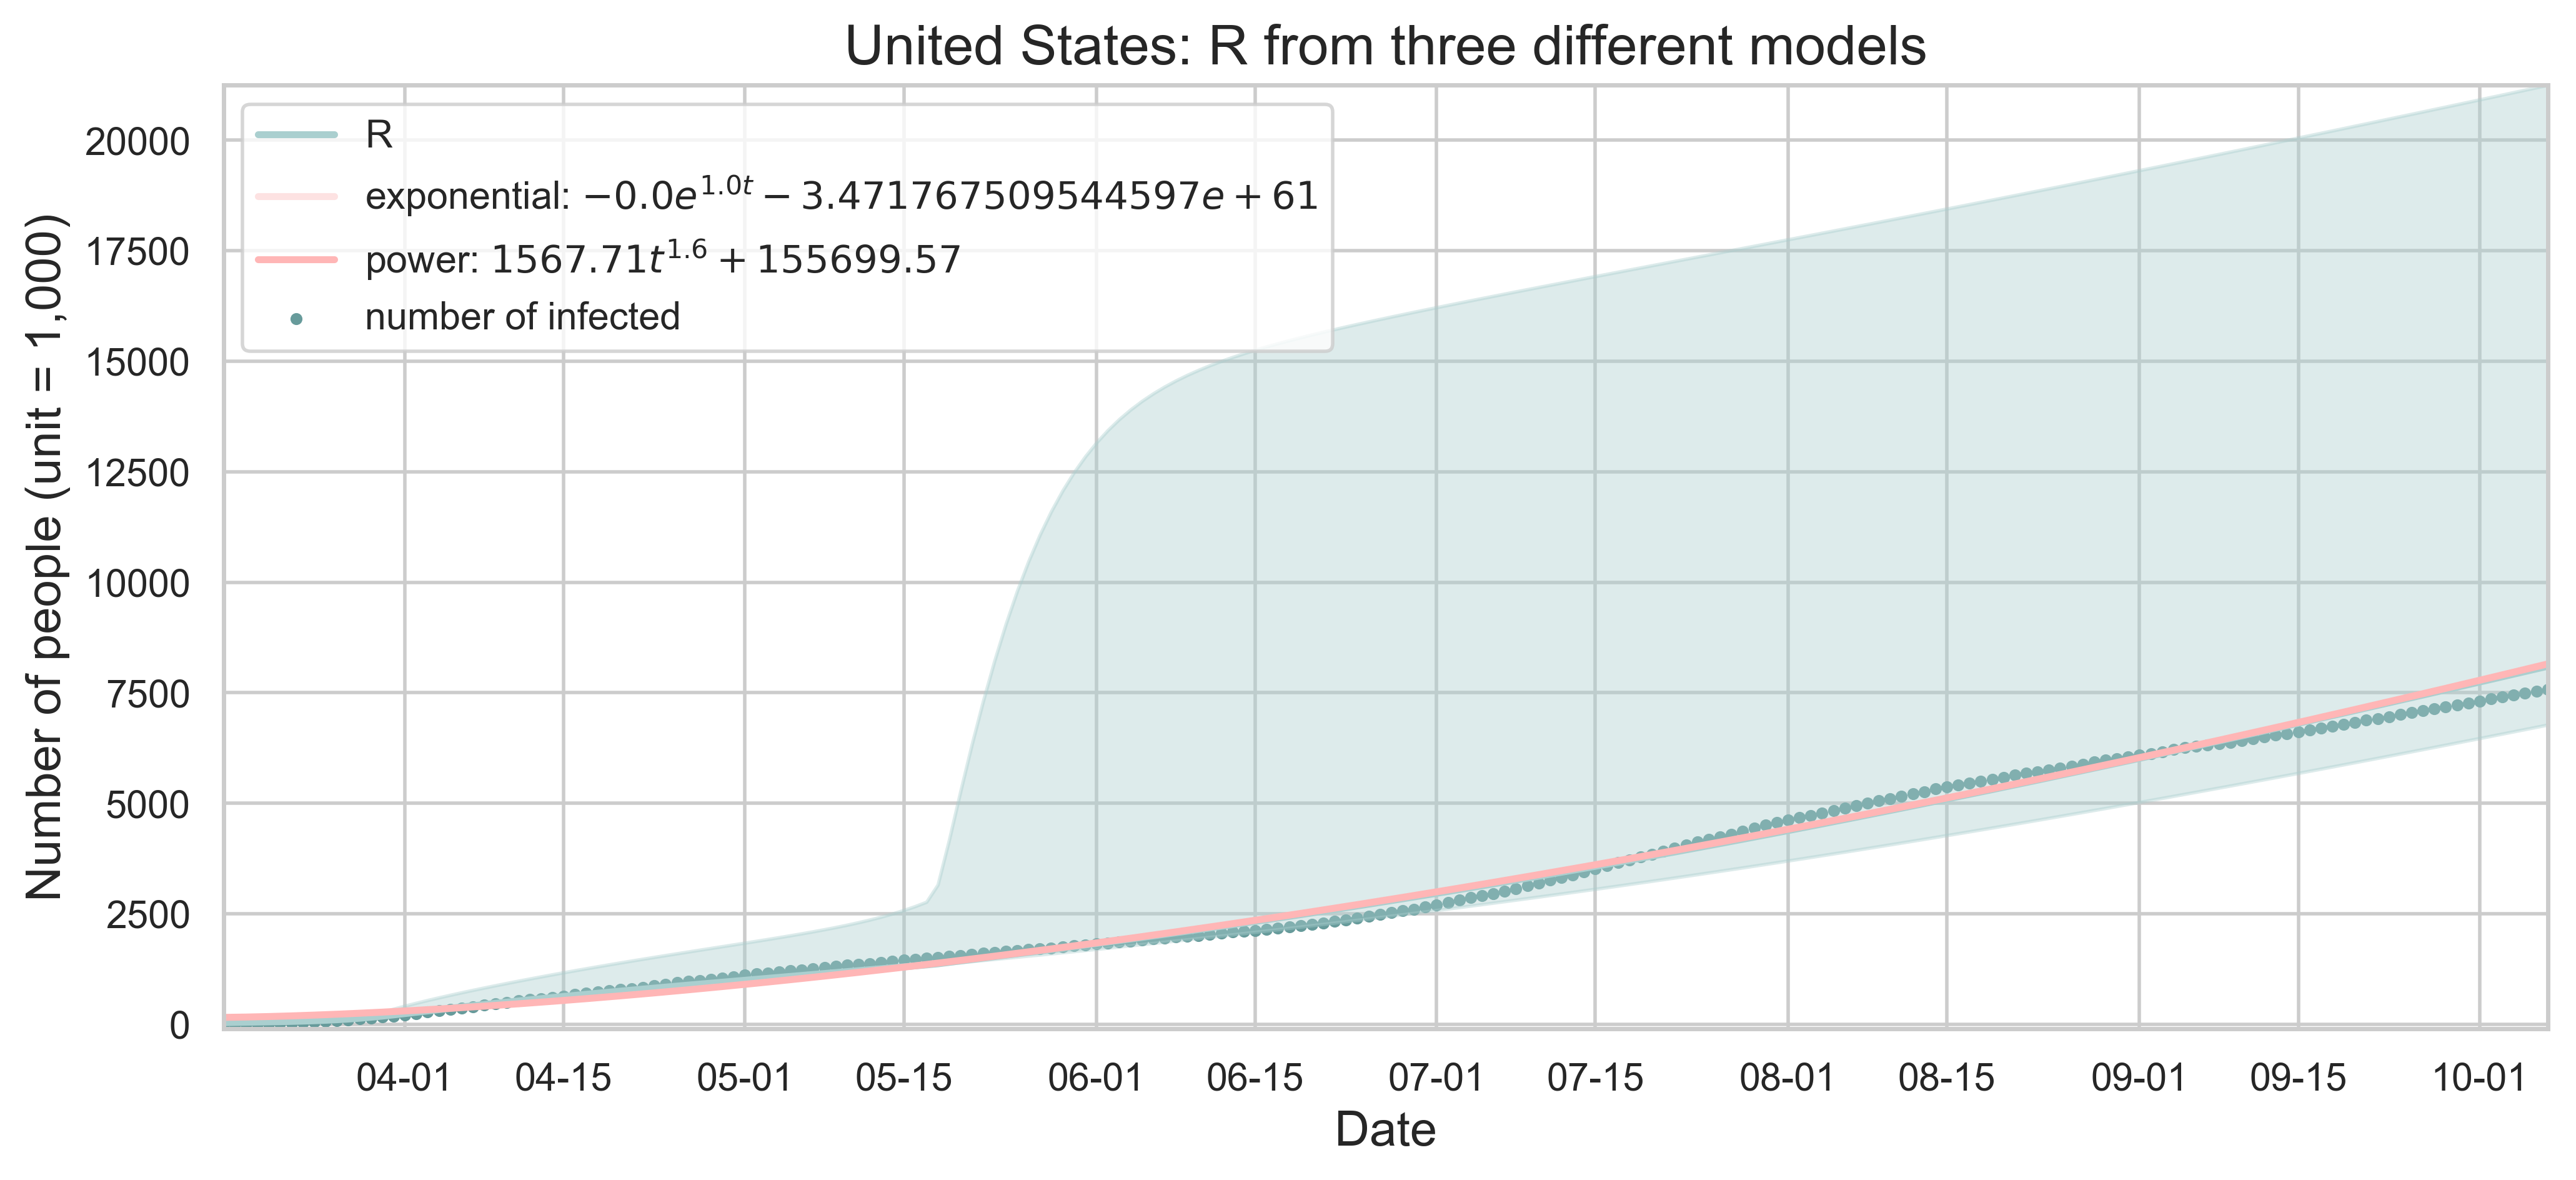 United States: R from three different models
Number of people (unit = 1,000)
20000
17500
15000
12500
10000
7500
5000
2500
0
R
exponential: −0.0e^{1.0t} − 3.471767509544597e + 61
power: 1567.71t^{1.6} + 155699.57
number of infected
04-01 04-15 05-01 05-15 06-01 06-15 07-01 07-15 08-01 08-15 09-01 09-15 10-01
Date